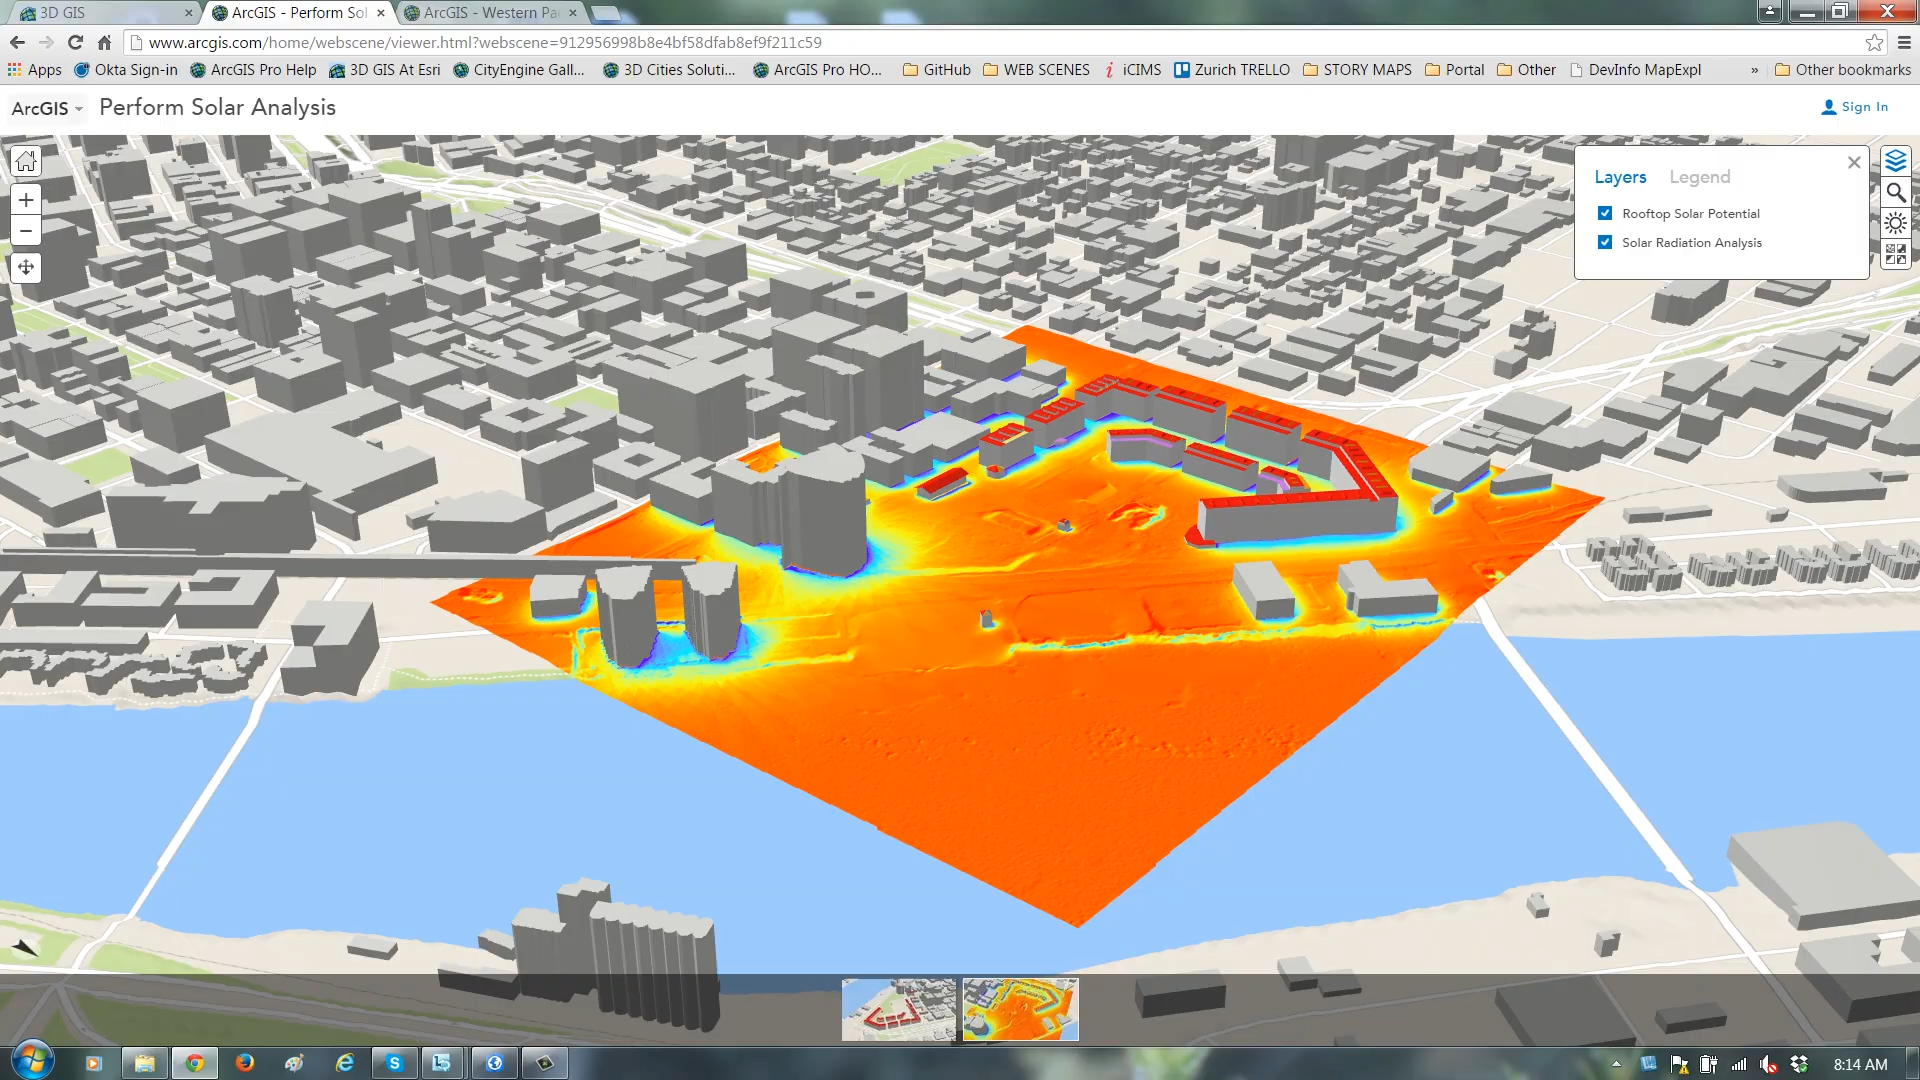 3D GIS
ArcGIS - Perform Sol
ArcGIS - Western Pa
www.arcgis.com/home/webscene/viewer.html?webscene=912956998b8e4bf58dfab8ef9f211c59
Apps Okta Sign-in ArcGIS Pro Help 3D GIS At Esri CityEngine Gall... 3D Cities Soluti... ArcGIS Pro HO... GitHub WEB SCENES iCIMS Zurich TRELLO STORY MAPS Portal Other DevInfo MapExpl » Other bookmarks
ArcGIS Perform Solar Analysis Sign In
Layers Legend
Rooftop Solar Potential
Solar Radiation Analysis
8:14 AM